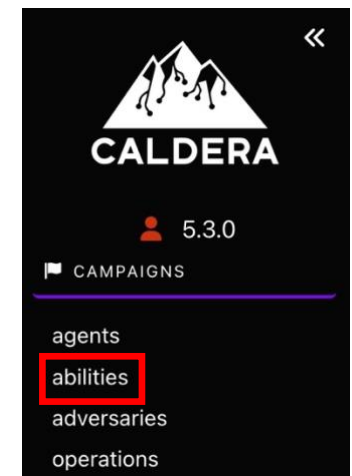 CALDERA
5.3.0
CAMPAIGNS
agents
abilities
adversaries
operations